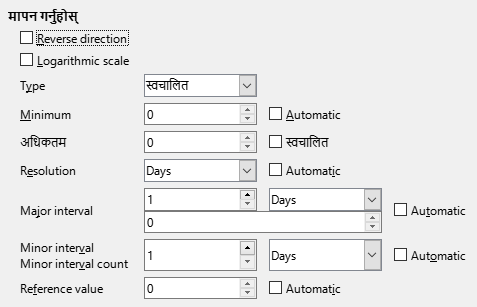 मापन गर्नुहोस्
Reverse direction
Logarithmic scale
Type स्वचालित
Minimum 0 Automatic
अधिकतम 0 स्वचालित
Resolution Days Automatic
1 Days
Major interval Automatic
0
Minor interval
1 Days Automatic
Minor interval count
Reference value 0 Automatic